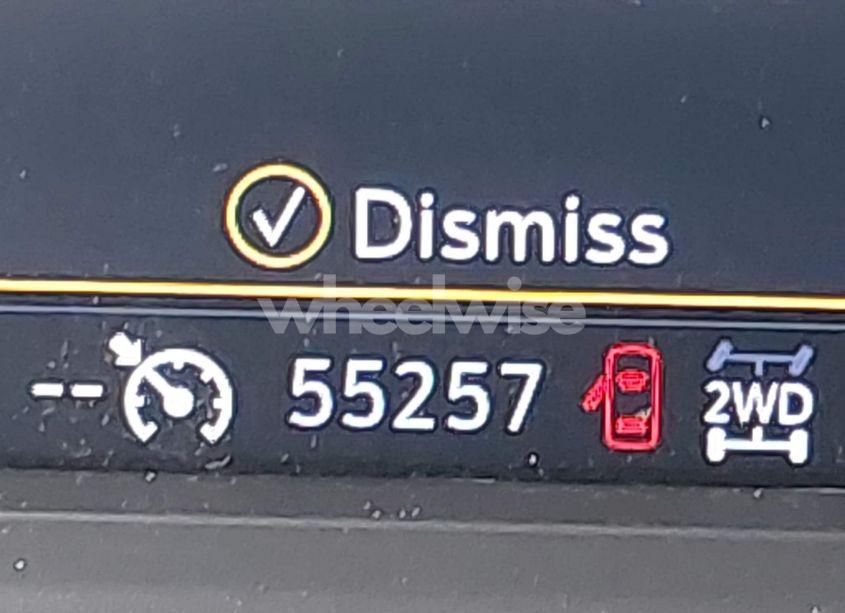 Dismiss
wheelwise
-- 55257 2WD